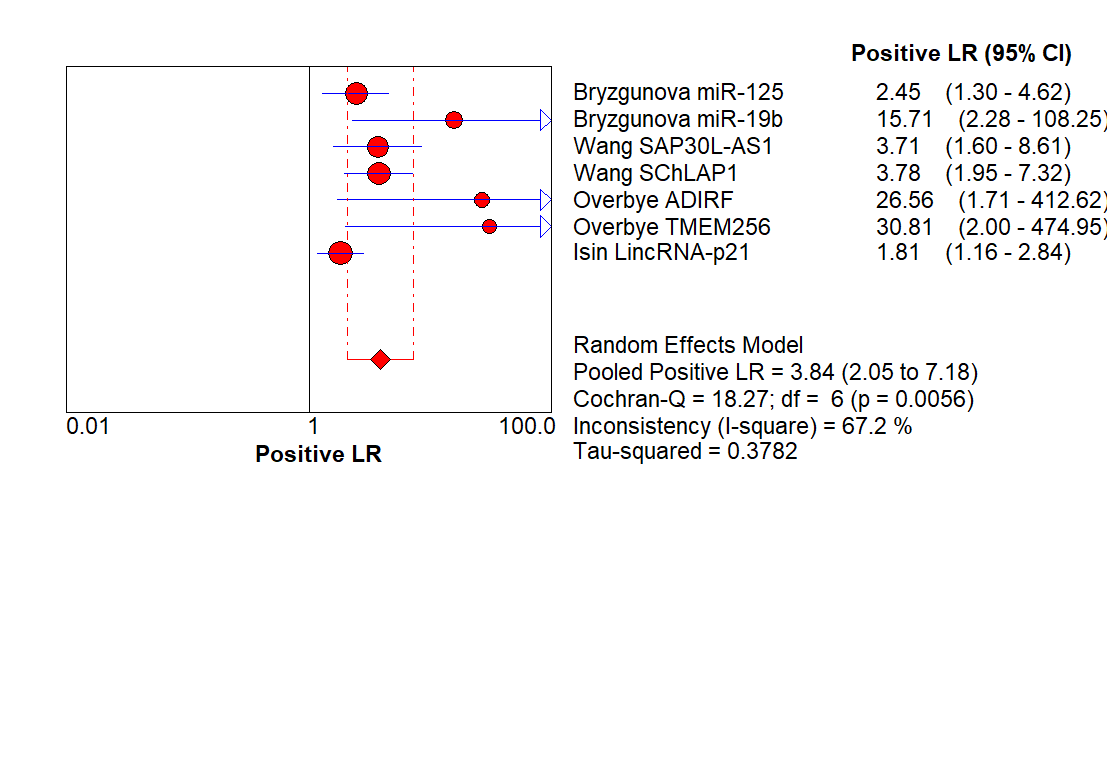 Positive LR (95% CI)
Bryzgunova miR-125 2.45 (1.30 - 4.62)
Bryzgunova miR-19b 15.71 (2.28 - 108.25)
Wang SAP30L-AS1 3.71 (1.60 - 8.61)
Wang SChLAP1 3.78 (1.95 - 7.32)
Overbye ADIRF 26.56 (1.71 - 412.62)
Overbye TMEM256 30.81 (2.00 - 474.95)
Isin LincRNA-p21 1.81 (1.16 - 2.84)
Random Effects Model
Pooled Positive LR = 3.84 (2.05 to 7.18)
Cochran-Q = 18.27; df = 6 (p = 0.0056)
Inconsistency (I-square) = 67.2 %
Tau-squared = 0.3782
0.01 1 100.0
Positive LR